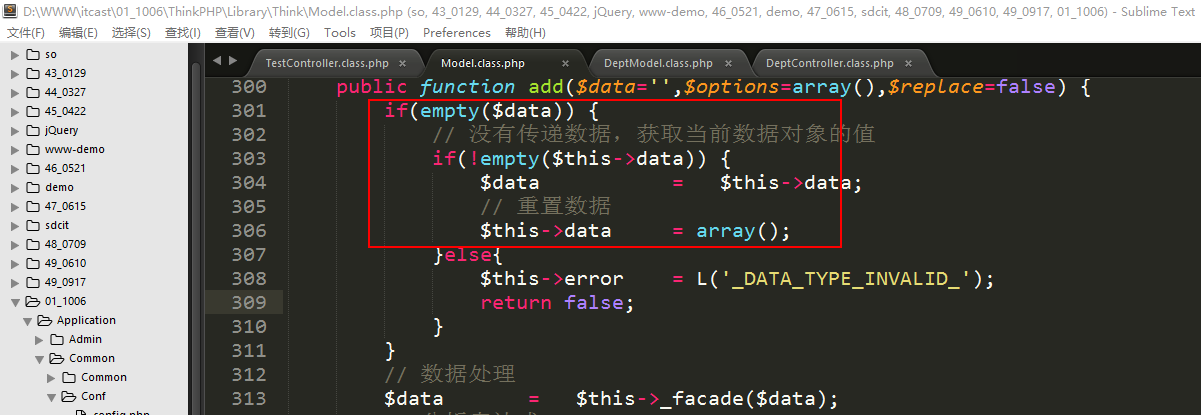 D:\WWW\itcast\01_1006\ThinkPHP\Library\Think\Model.class.php (so, 43_0129, 44_0327, 45_0422, jQuery, www-demo, 46_0521, demo, 47_0615, sdcit, 48_0709, 49_0610, 49_0917, 01_1006) - Sublime Text
文件(F) 编辑(E) 选择(S) 查找(I) 查看(V) 转到(G) Tools 项目(P) Preferences 帮助(H)
so
43_0129
44_0327
45_0422
jQuery
www-demo
46_0521
demo
47_0615
sdcit
48_0709
49_0610
49_0917
01_1006
Application
Admin
Common
Common
Conf
config.php
TestController.class.php × Model.class.php × DeptModel.class.php × DeptController.class.php ×
300 public function add($data='',$options=array(),$replace=false) {
301 if(empty($data)) {
302 // 没有传递数据，获取当前数据对象的值
303 if(!empty($this->data)) {
304 $data = $this->data;
305 // 重置数据
306 $this->data = array();
307 }else{
308 $this->error = L('_DATA_TYPE_INVALID_');
309 return false;
310 }
311 }
312 // 数据处理
313 $data = $this->_facade($data);